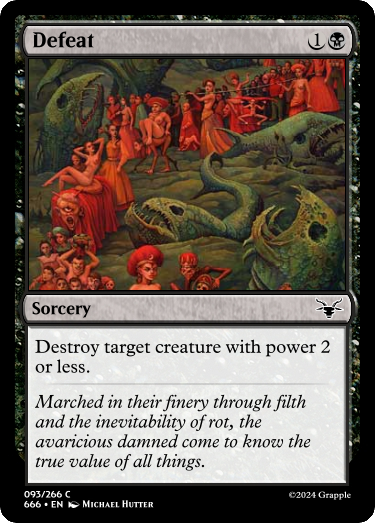 Defeat 1
Sorcery
Destroy target creature with power 2
or less.
Marched in their finery through filth
and the inevitability of rot, the
avaricious damned come to know the
true value of all things.
093/266 C
666 • EN Michael Hutter
©2024 Grapple